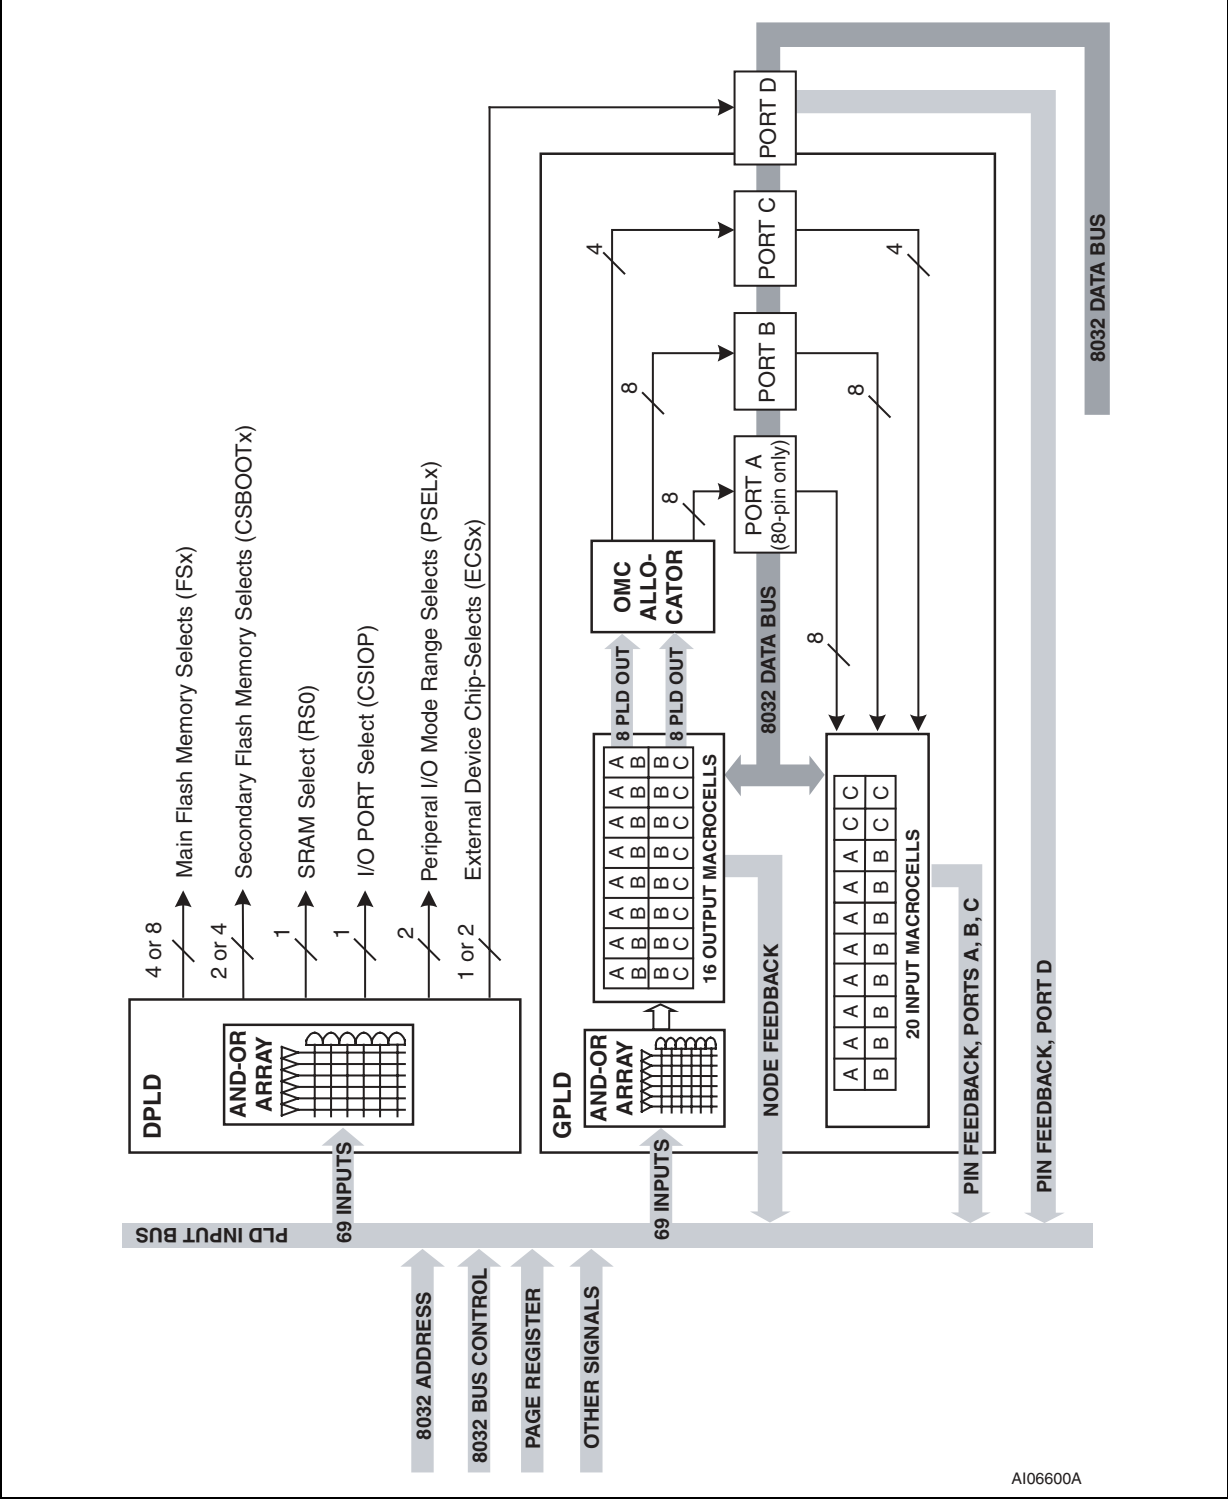 PLD INPUT BUS
8032 ADDRESS
8032 BUS CONTROL
PAGE REGISTER
OTHER SIGNALS
69 INPUTS
DPLD
AND-OR
ARRAY
4 or 8
Main Flash Memory Selects (FSx)
2 or 4
Secondary Flash Memory Selects (CSBOOTx)
1
SRAM Select (RS0)
1
I/O PORT Select (CSIOP)
2
Periperal I/O Mode Range Selects (PSELx)
1 or 2
External Device Chip-Selects (ECSx)
69 INPUTS
GPLD
AND-OR
ARRAY
A A A A A A A A
B B B B B B B B
B B B B B B B B
C C C C C C C C
16 OUTPUT MACROCELLS
8 PLD OUT
8 PLD OUT
OMC
ALLO-
CATOR
8
8
4
PORT A
(80-pin only)
PORT B
PORT C
PORT D
8032 DATA BUS
8
8
4
NODE FEEDBACK
A A A A A A A A C C
B B B B B B B B C C
20 INPUT MACROCELLS
PIN FEEDBACK, PORTS A, B, C
PIN FEEDBACK, PORT D
8032 DATA BUS
AI06600A